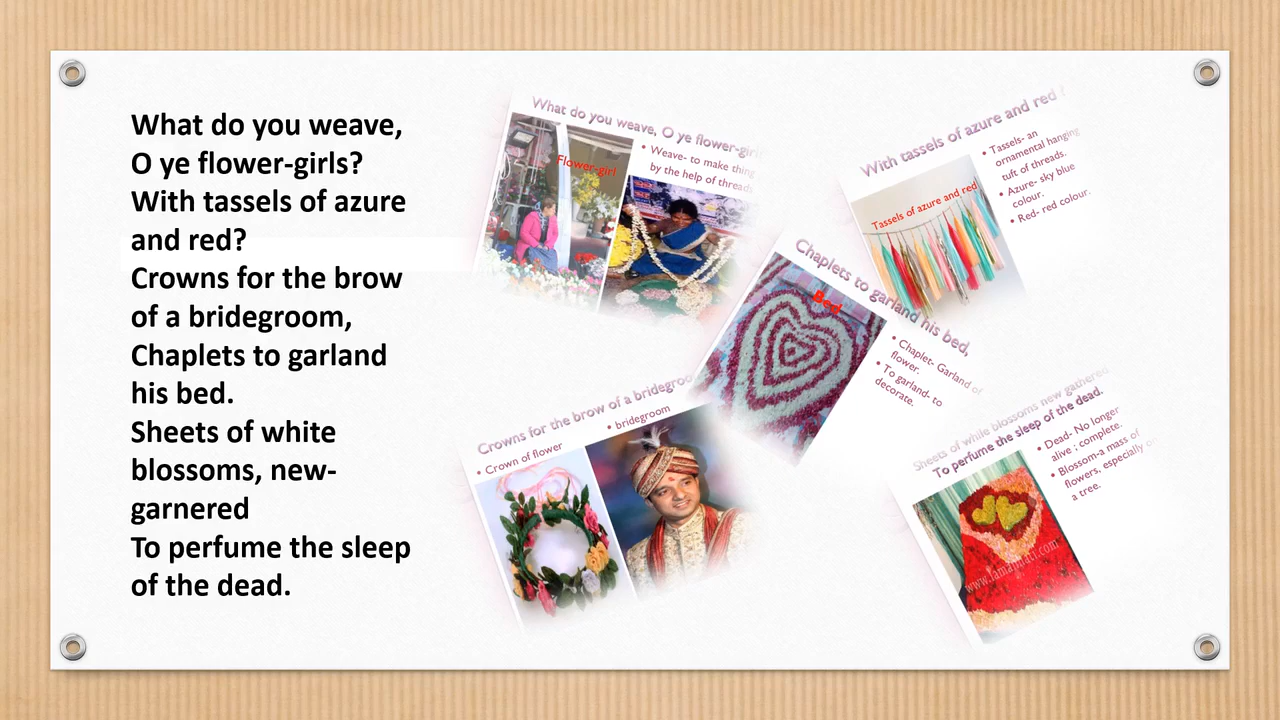 What do you weave,
O ye flower-girls?
With tassels of azure
and red?
Crowns for the brow
of a bridegroom,
Chaplets to garland
his bed.
Sheets of white
blossoms, new-
garnered
To perfume the sleep
of the dead.
What do you weave, O ye flower-girls
Flower-girl
• Weave- to make thing
by the help of threads
With tassels of azure and red ?
Tassels of azure and red
• Tassels- an
ornamental hanging
tuft of threads.
• Azure- sky blue
colour.
• Red- red colour.
Chaplets to garland his bed,
Bed
• Chaplet- Garland of
flower.
• To garland- to
decorate.
Crowns for the brow of a bridegroo
• Crown of flower
• bridegroom
Sheets of while blossoms new gathered
To perfume the sleep of the dead.
• Dead- No longer
alive ; complete.
• Blossom-a mass of
flowers, especially on
a tree.